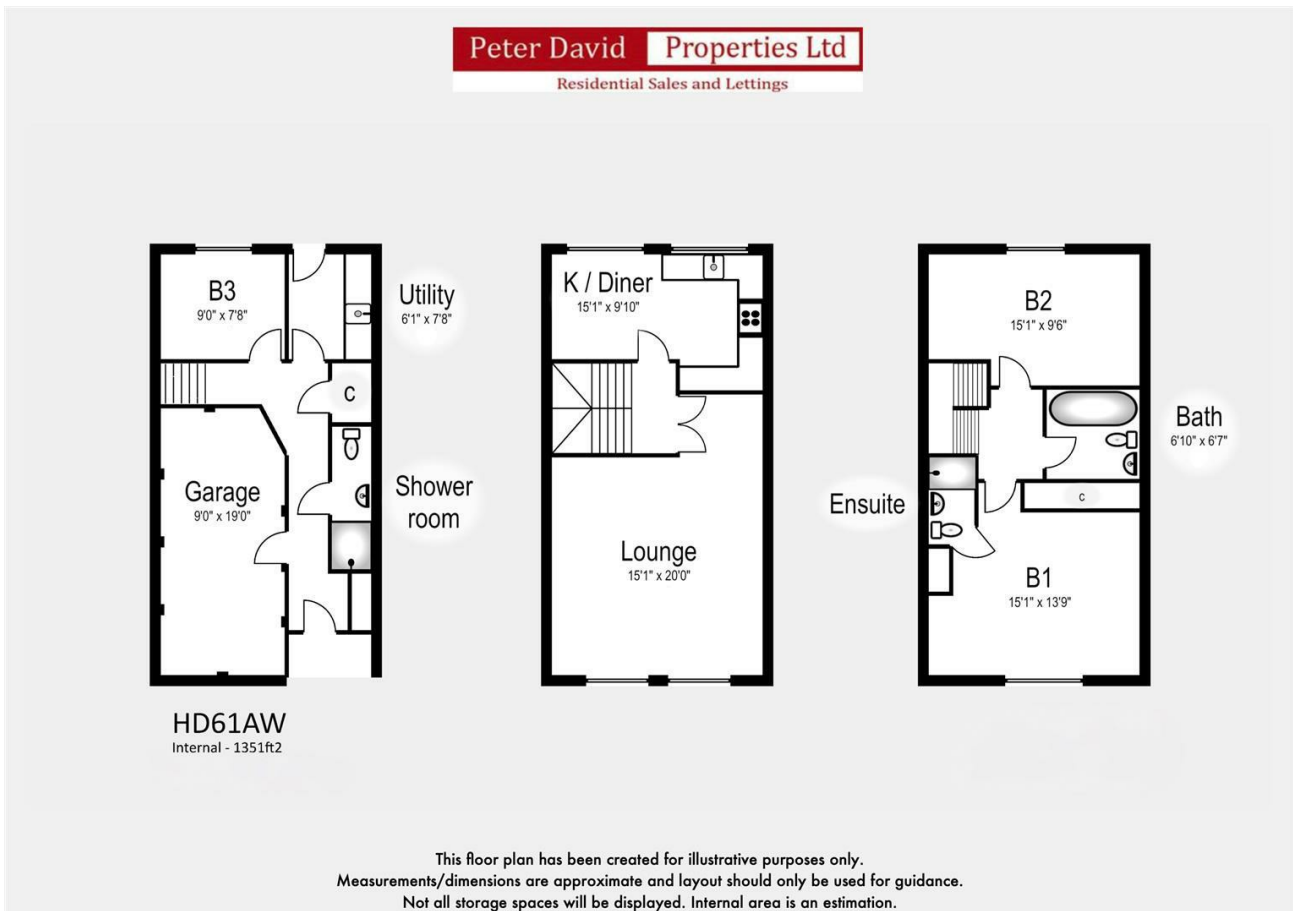 Peter David Properties Ltd
Residential Sales and Lettings
B3
9'0" x 7'8"
Utility
6'1" x 7'8"
C
Shower
room
Garage
9'0" x 19'0"
K / Diner
15'1" x 9'10"
Lounge
15'1" x 20'0"
B2
15'1" x 9'6"
Bath
6'10" x 6'7"
Ensuite
C
B1
15'1" x 13'9"
HD61AW
Internal - 1351ft2
This floor plan has been created for illustrative purposes only.
Measurements/dimensions are approximate and layout should only be used for guidance.
Not all storage spaces will be displayed. Internal area is an estimation.